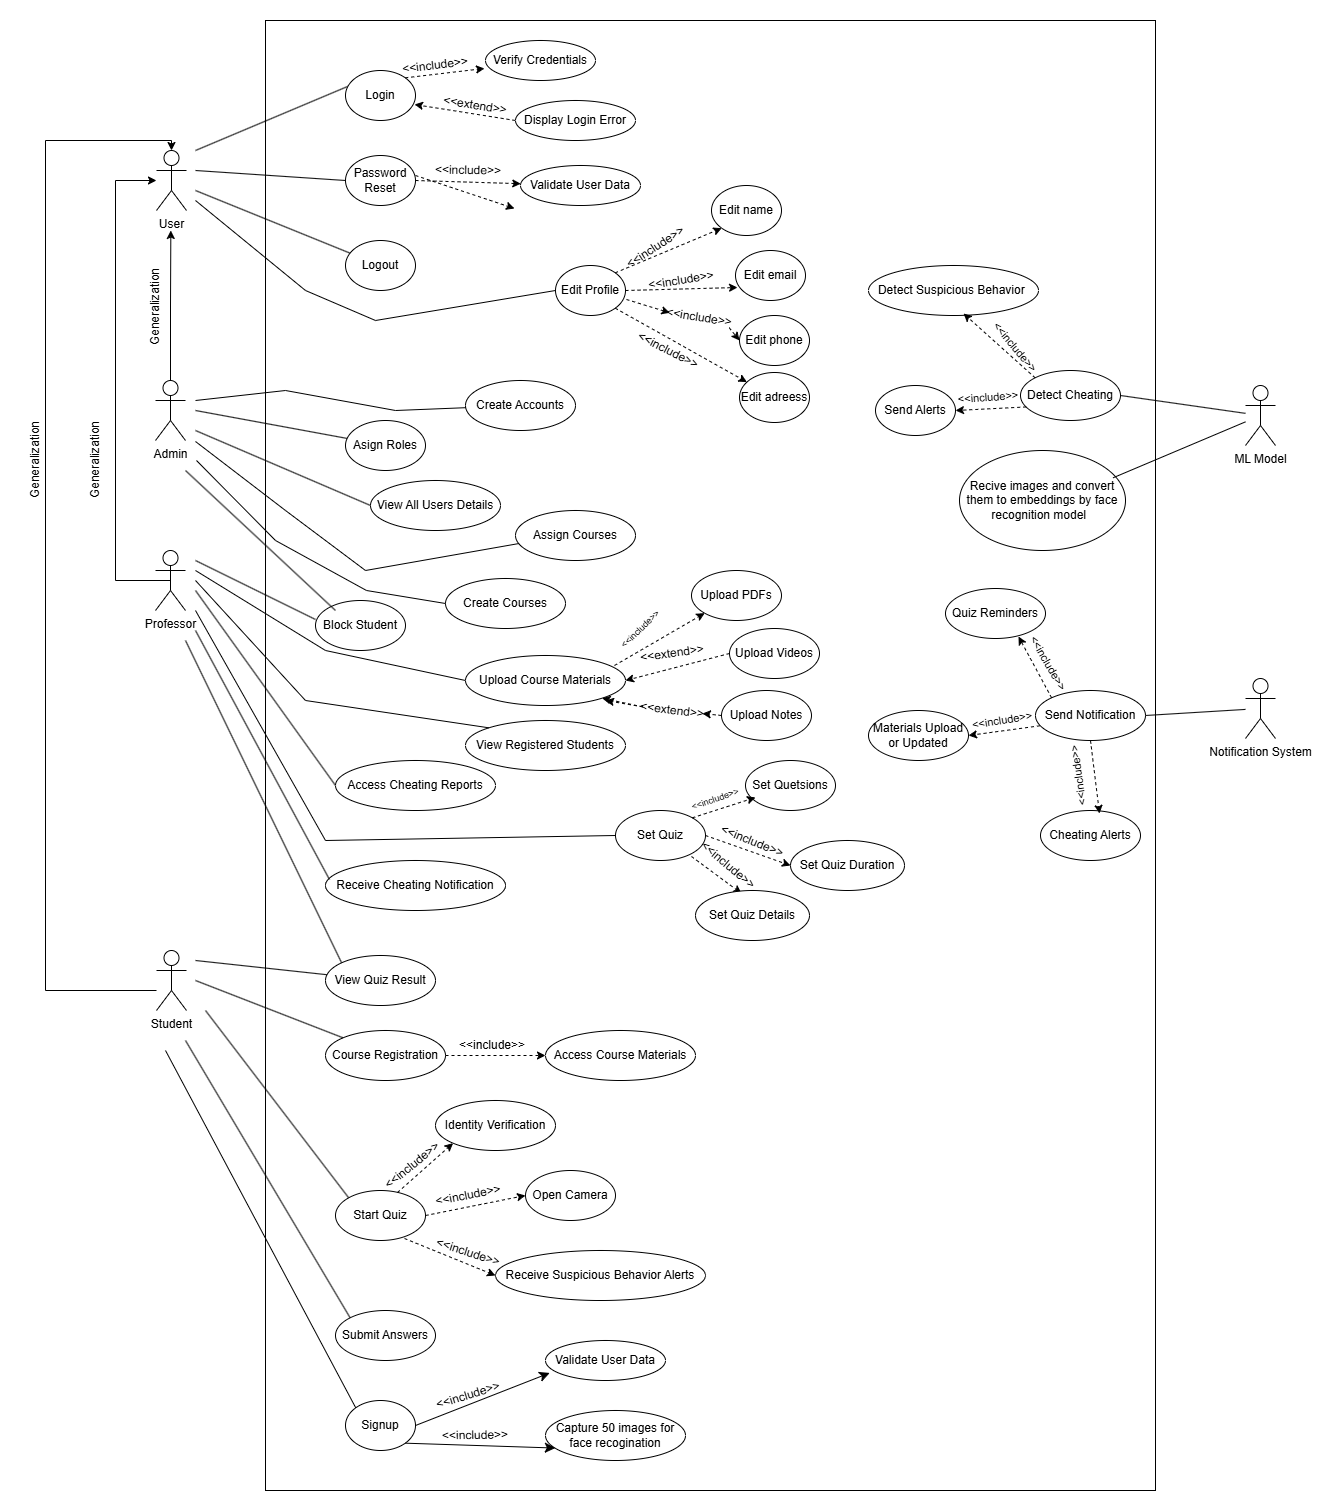 <<include>>
Verify Credentials
Login
<<extend>>
Display Login Error
Password
Reset
<<include>>
Validate User Data
User
Edit name
<<include>>
Logout
Edit Profile
<<include>>
Edit email
<<include>>
Edit phone
<<include>>
Edit adreess
Detect Suspicious Behavior
<<include>>
Generalization
Admin
Create Accounts
Asign Roles
View All Users Details
Assign Courses
Create Courses
Send Alerts
<<include>>
Detect Cheating
ML Model
Recive images and convert
them to embeddings by face
recognition model
Generalization
Generalization
Professor
Block Student
Upload PDFs
<<include>>
Upload Course Materials
<<extend>>
Upload Videos
<<extend>>
Upload Notes
View Registered Students
Access Cheating Reports
Quiz Reminders
<<include>>
Send Notification
<<include>>
Materials Upload
or Updated
<<include>>
Cheating Alerts
Notification System
Set Quiz
<<include>>
Set Quetsions
<<include>>
Set Quiz Duration
<<include>>
Set Quiz Details
Receive Cheating Notification
View Quiz Result
Student
Course Registration
<<include>>
Access Course Materials
Identity Verification
<<include>>
Start Quiz
<<include>>
Open Camera
<<include>>
Receive Suspicious Behavior Alerts
Submit Answers
Validate User Data
<<include>>
Signup
<<include>>
Capture 50 images for
face recogination